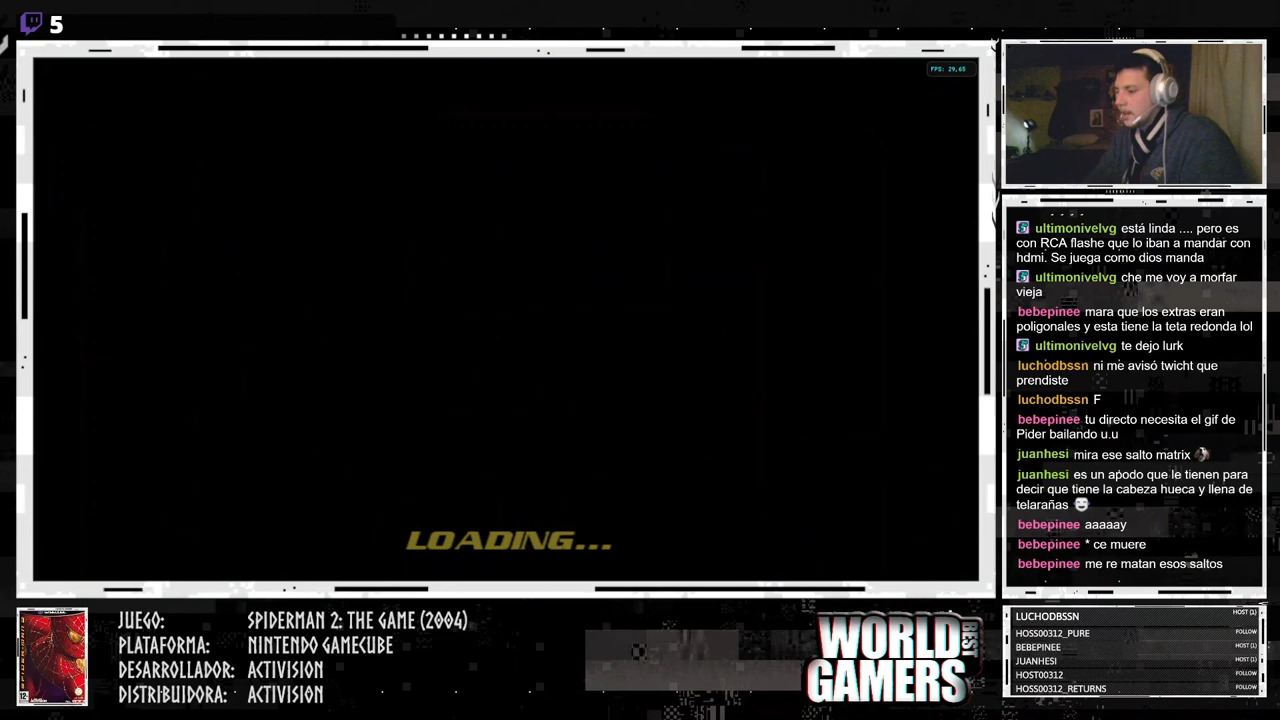 5
FPS: 29,65
LOADING...
ultimonivelvg está linda .... pero es
con RCA flashe que lo iban a mandar con
hdmi. Se juega como dios manda
ultimonivelvg che me voy a morfar
vieja
bebepinee mara que los extras eran
poligonales y esta tiene la teta redonda lol
ultimonivelvg te dejo lurk
luchodbssn ni me avisó twicht que
prendiste
luchodbssn F
bebepinee tu directo necesita el gif de
Pider bailando u.u
juanhesi mira ese salto matrix
juanhesi es un apodo que le tienen para
decir que tiene la cabeza hueca y llena de
telarañas
bebepinee aaaaay
bebepinee * ce muere
bebepinee me re matan esos saltos
JUEGO: SPIDERMAN 2: THE GAME (2004)
PLATAFORMA: NINTENDO GAMECUBE
DESARROLLADOR: ACTIVISION
DISTRIBUIDORA: ACTIVISION
WORLD
BEST
GAMERS
LUCHODBSSN HOST (1)
HOSS00312_PURE FOLLOW
BEBEPINEE HOST (1)
JUANHESI HOST (1)
HOST00312 FOLLOW
HOSS00312_RETURNS FOLLOW